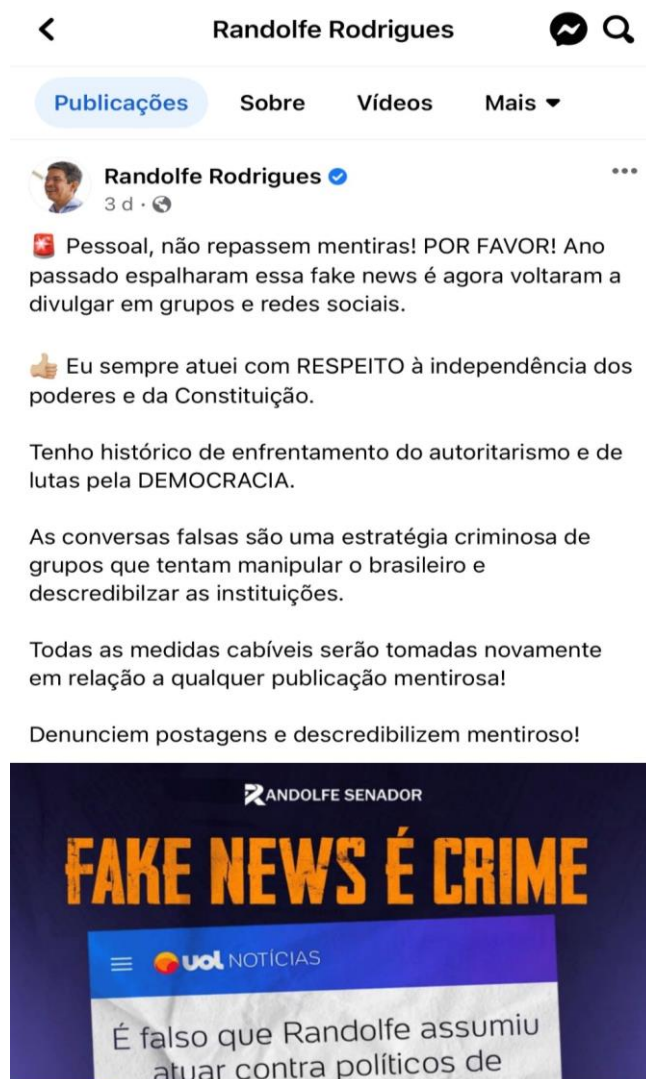 Randolfe Rodrigues
Publicações Sobre Vídeos Mais
Randolfe Rodrigues
3 d ·
Pessoal, não repassem mentiras! POR FAVOR! Ano
passado espalharam essa fake news é agora voltaram a
divulgar em grupos e redes sociais.
Eu sempre atuei com RESPEITO à independência dos
poderes e da Constituição.
Tenho histórico de enfrentamento do autoritarismo e de
lutas pela DEMOCRACIA.
As conversas falsas são uma estratégia criminosa de
grupos que tentam manipular o brasileiro e
descredibilzar as instituições.
Todas as medidas cabíveis serão tomadas novamente
em relação a qualquer publicação mentirosa!
Denunciem postagens e descredibilizem mentiroso!
RANDOLFE SENADOR
FAKE NEWS É CRIME
uol NOTÍCIAS
É falso que Randolfe assumiu
atuar contra políticos de